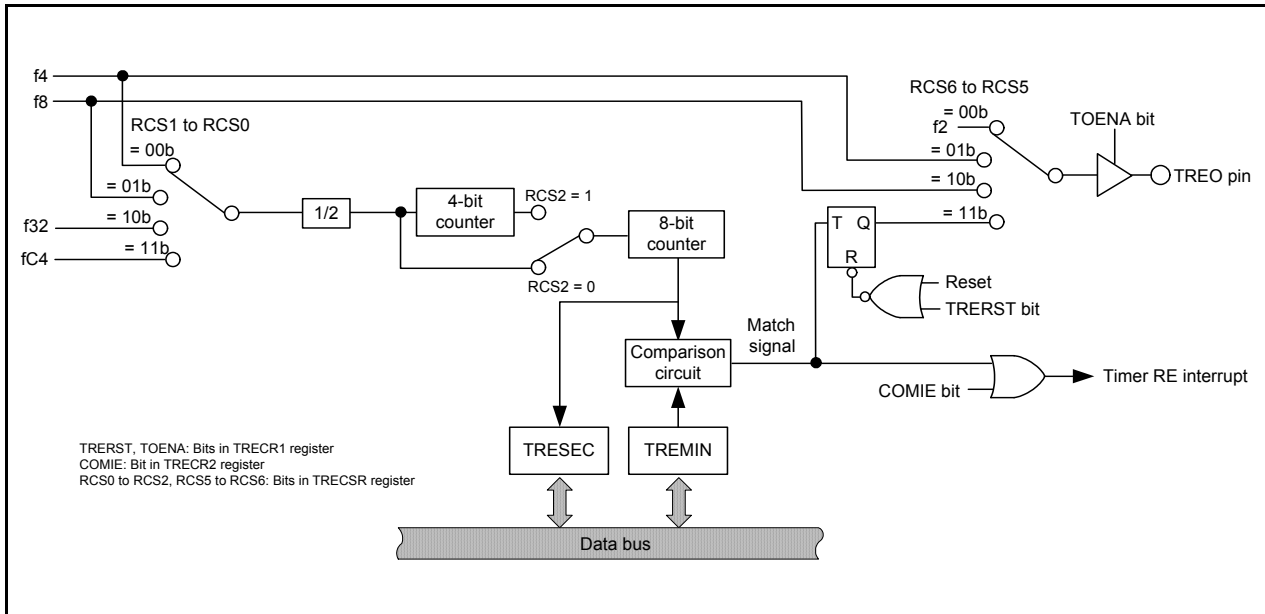 f4
f8
RCS1 to RCS0
= 00b
= 01b
f32
= 10b
fC4
= 11b
1/2
4-bit
counter
RCS2 = 1
RCS2 = 0
8-bit
counter
RCS6 to RCS5
= 00b
f2
= 01b
= 10b
= 11b
TOENA bit
TREO pin
T Q
R
Reset
TRERST bit
Comparison
circuit
Match
signal
COMIE bit
Timer RE interrupt
TRESEC
TREMIN
TRERST, TOENA: Bits in TRECR1 register
COMIE: Bit in TRECR2 register
RCS0 to RCS2, RCS5 to RCS6: Bits in TRECSR register
Data bus